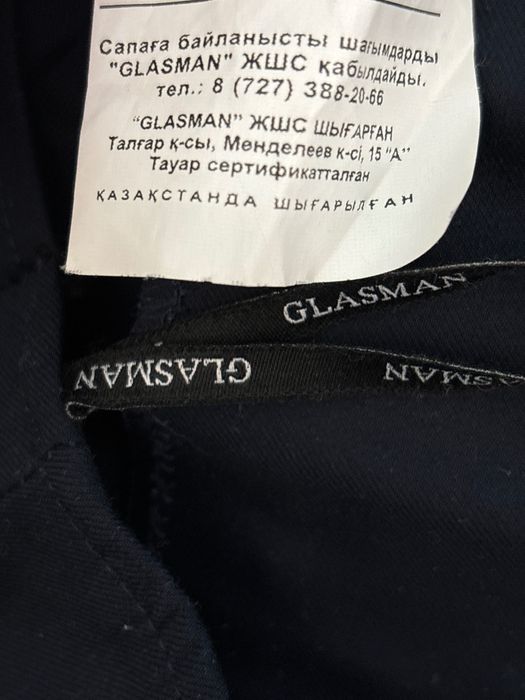 Сапаға байланысты шағымдарды
"GLASMAN" ЖШС қабылдайды.
тел.: 8 (727) 388-20-66
"GLASMAN" ЖШС ШЫҒАРҒАН
Талғар қ-сы, Менделеев к-сі, 15 "А"
Тауар сертификатталған
ҚАЗАҚСТАНДА ШЫҒАРЫЛҒАН
GLASMAN
GLASMAN
SMAN